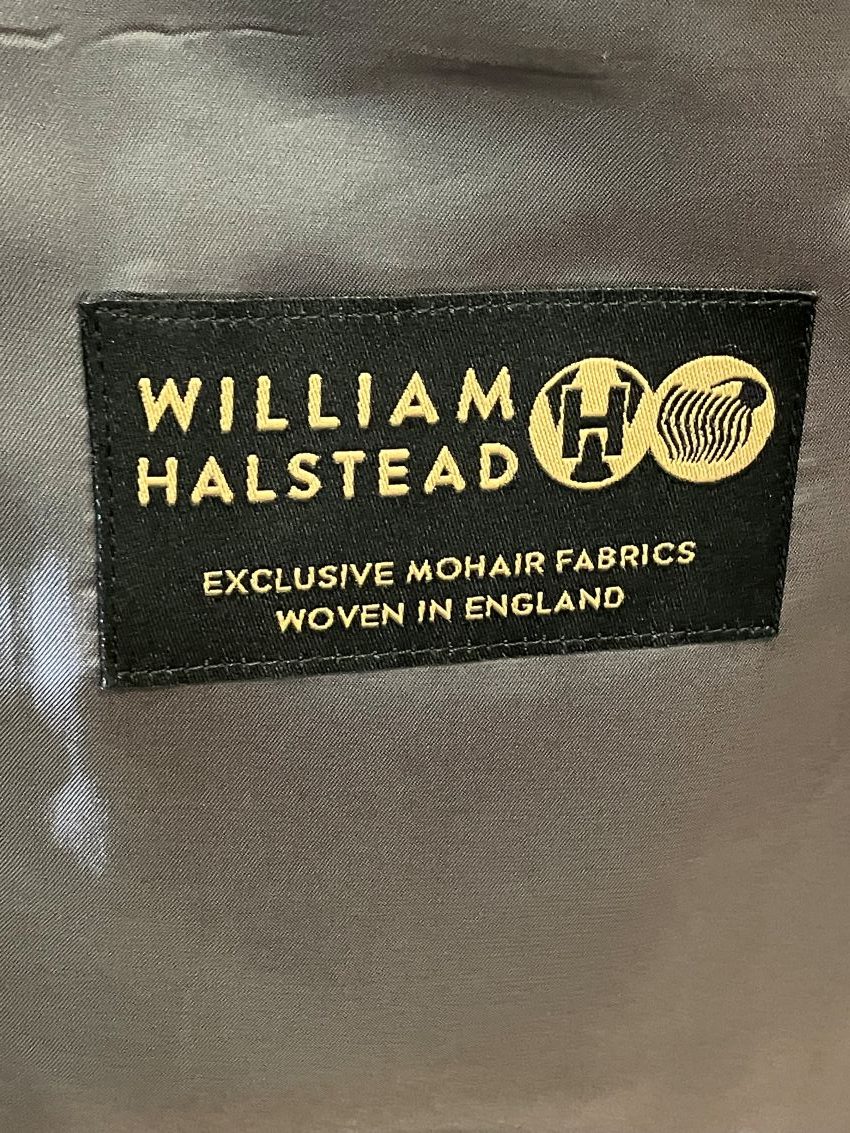 WILLIAM
HALSTEAD
H
EXCLUSIVE MOHAIR FABRICS
WOVEN IN ENGLAND